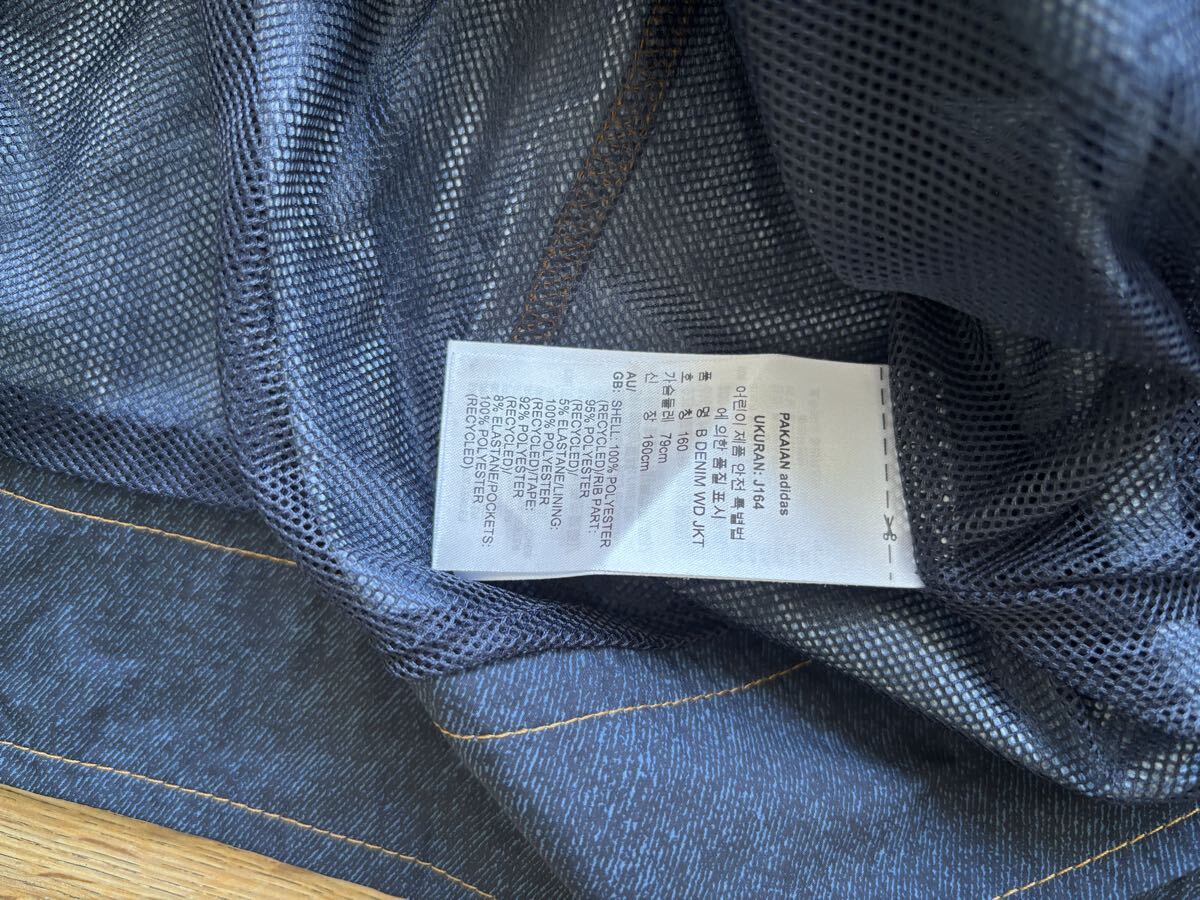 PAKAIAN adidas
UKURAN: J164
어린이 제품 안전 특별법
에 의한 품질 표시
품 명 B DENIM WD JKT
호 칭 160
가슴둘레 79cm
신 장 160cm
AU/
GB: SHELL: 100% POLYESTER
(RECYCLED)/RIB PART:
95% POLYESTER
(RECYCLED)
5% ELASTANE/LINING:
100% POLYESTER
(RECYCLED)/TAPE:
92% POLYESTER
(RECYCLED)
8% ELASTANE/POCKETS:
100% POLYESTER
(RECYCLED)